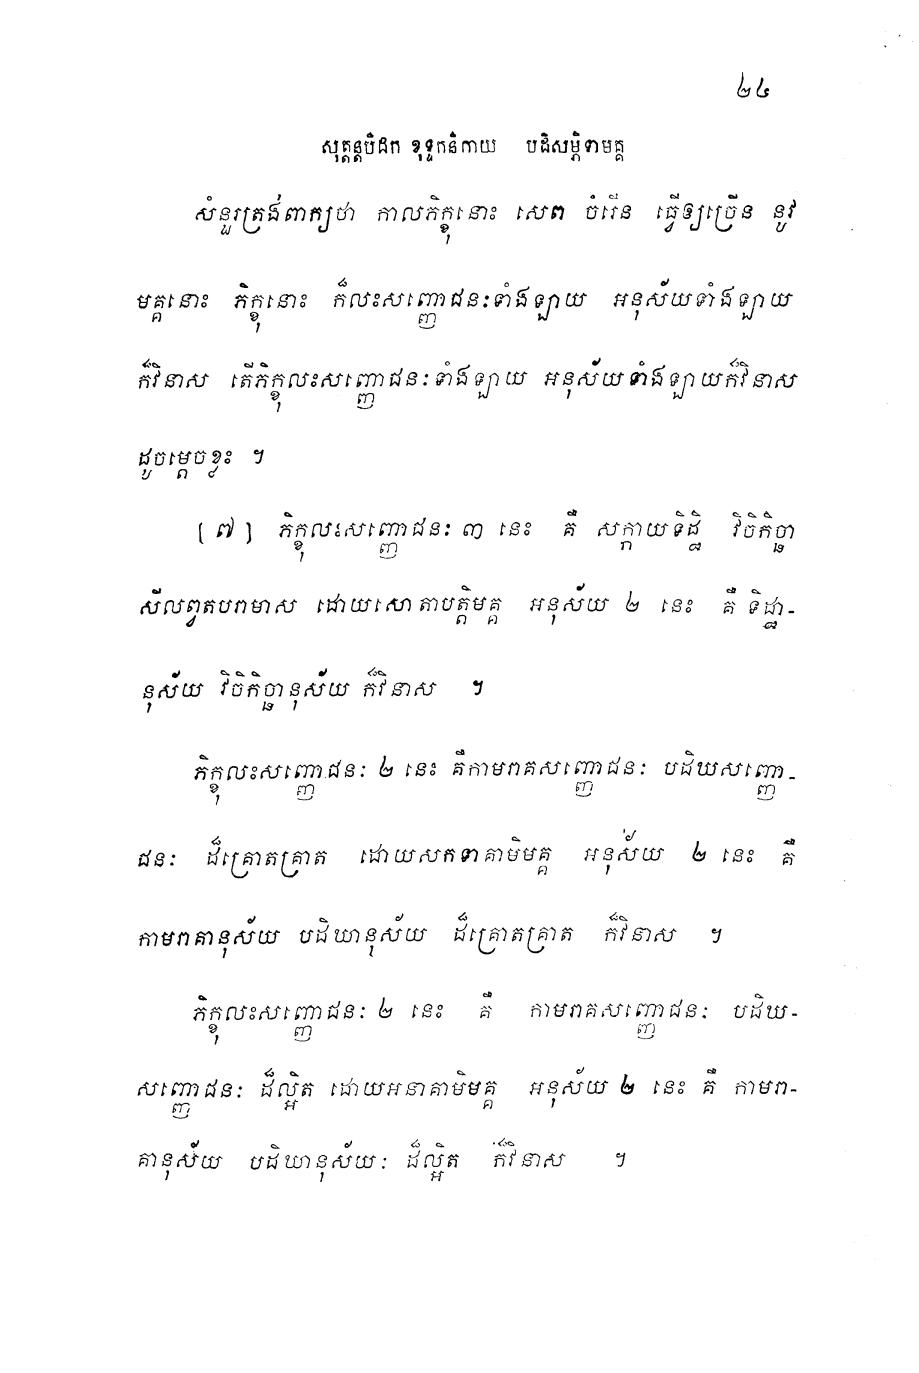 ២៤
សុត្តន្តបិដក ខុទ្ទកនិកាយ បដិសម្ភិទាមគ្គ
សំនួរត្រង់ពាក្យថា កាលភិក្ខុនោះ សេព ចំរើន ធ្វើឲ្យច្រើន នូវ
មគ្គនោះ ភិក្ខុនោះ ក៏លះសញ្ញោជនៈទាំងឡាយ អនុស័យទាំងឡាយ
ក៏វិនាស តើភិក្ខុលះសញ្ញោជនៈទាំងឡាយ អនុស័យទាំងឡាយក៏វិនាស
ដូចម្តេចខ្លះ ។
[៧] ភិក្ខុលះសញ្ញោជនៈ ៣ នេះ គឺ សក្កាយទិដ្ឋិ វិចិកិច្ឆា
សីលព្វតបរាមាស ដោយសោតាបត្តិមគ្គ អនុស័យ ២ នេះ គឺ ទិដ្ឋា-
នុស័យ វិចិកិច្ឆានុស័យ ក៏វិនាស ។
ភិក្ខុលះសញ្ញោជនៈ ២ នេះ គឺកាមរាគសញ្ញោជនៈ បដិឃសញ្ញោ-
ជនៈ ដ៏គ្រោតគ្រាត ដោយសកទាគាមិមគ្គ អនុស័យ ២ នេះ គឺ
កាមរាគានុស័យ បដិឃានុស័យ ដ៏គ្រោតគ្រាត ក៏វិនាស ។
ភិក្ខុលះសញ្ញោជនៈ ២ នេះ គឺ កាមរាគសញ្ញោជនៈ បដិឃ-
សញ្ញោជនៈ ដ៏ល្អិត ដោយអនាគាមិមគ្គ អនុស័យ ២ នេះ គឺ កាមរា-
គានុស័យ បដិឃានុស័យៈ ដ៏ល្អិត ក៏វិនាស ។